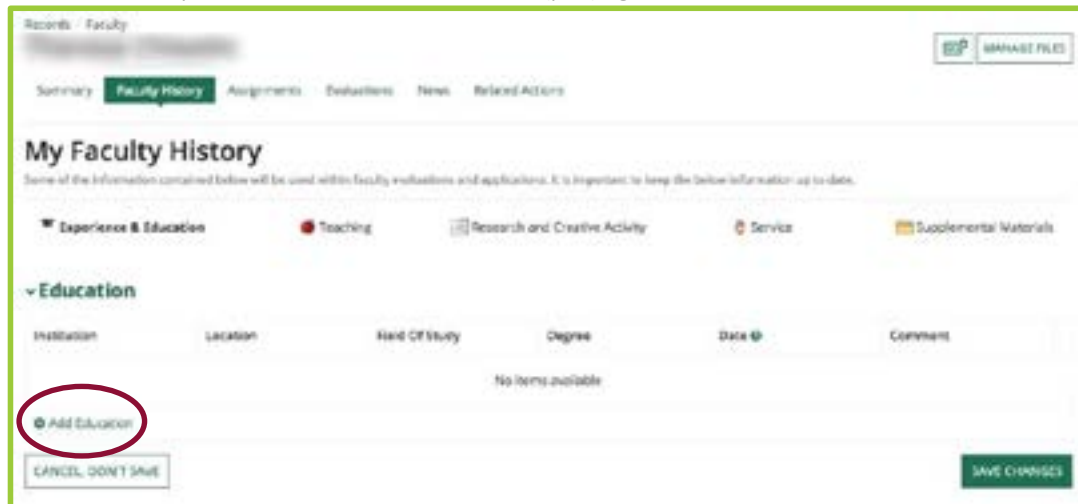 Records / Faculty
MANAGE FILES
Summary Faculty History Assignments Evaluations News Related Actions
My Faculty History
Some of the information contained below will be used within faculty evaluations and applications. It is important to keep the below information up to date.
Experience & Education Teaching Research and Creative Activity Service Supplemental Materials
Education
Institution Location Field Of Study Degree Date Comment
No items available
Add Education
CANCEL, DON'T SAVE SAVE CHANGES